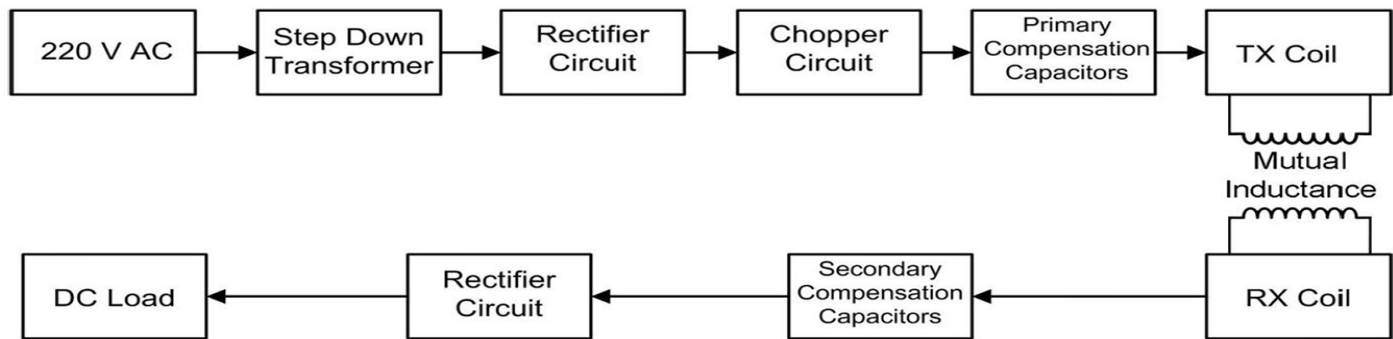 220 V AC
Step Down
Transformer
Rectifier
Circuit
Chopper
Circuit
Primary
Compensation
Capacitors
TX Coil
Mutual
Inductance
RX Coil
Secondary
Compensation
Capacitors
Rectifier
Circuit
DC Load